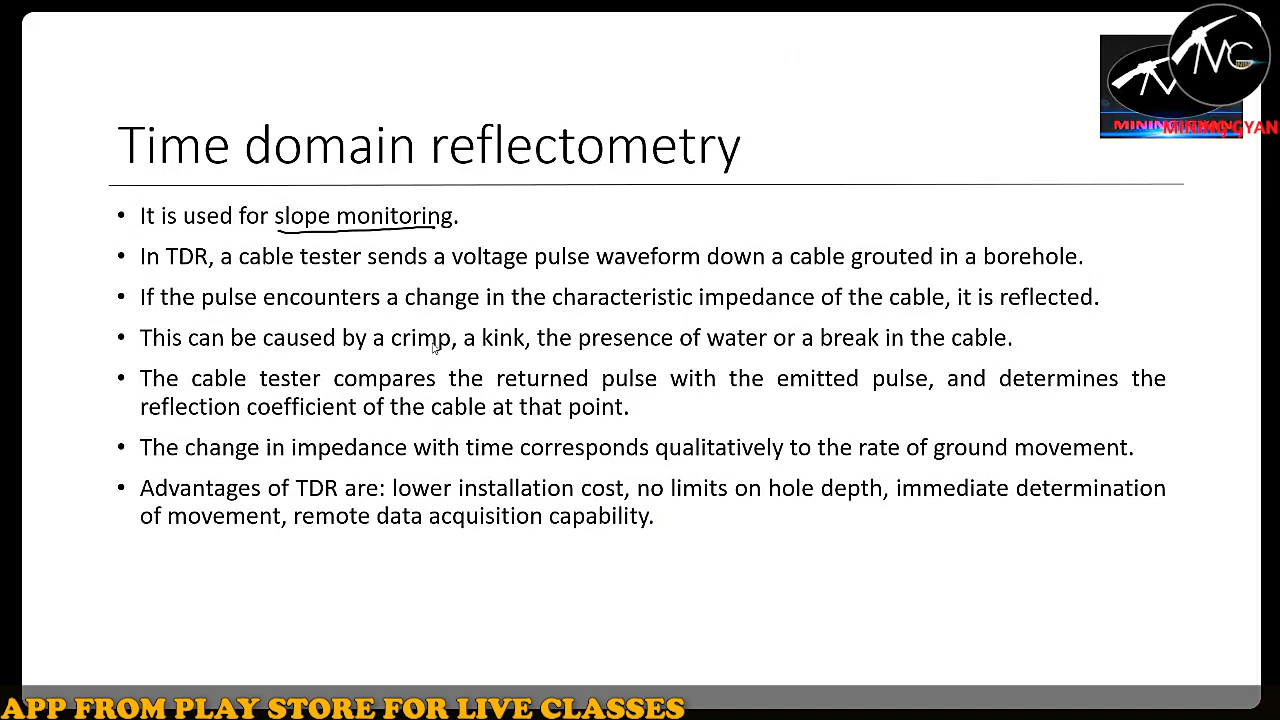 MG
MINING GYAN
Time domain reflectometry
• It is used for slope monitoring.
• In TDR, a cable tester sends a voltage pulse waveform down a cable grouted in a borehole.
• If the pulse encounters a change in the characteristic impedance of the cable, it is reflected.
• This can be caused by a crimp, a kink, the presence of water or a break in the cable.
• The cable tester compares the returned pulse with the emitted pulse, and determines the
reflection coefficient of the cable at that point.
• The change in impedance with time corresponds qualitatively to the rate of ground movement.
• Advantages of TDR are: lower installation cost, no limits on hole depth, immediate determination
of movement, remote data acquisition capability.
APP FROM PLAY STORE FOR LIVE CLASSES